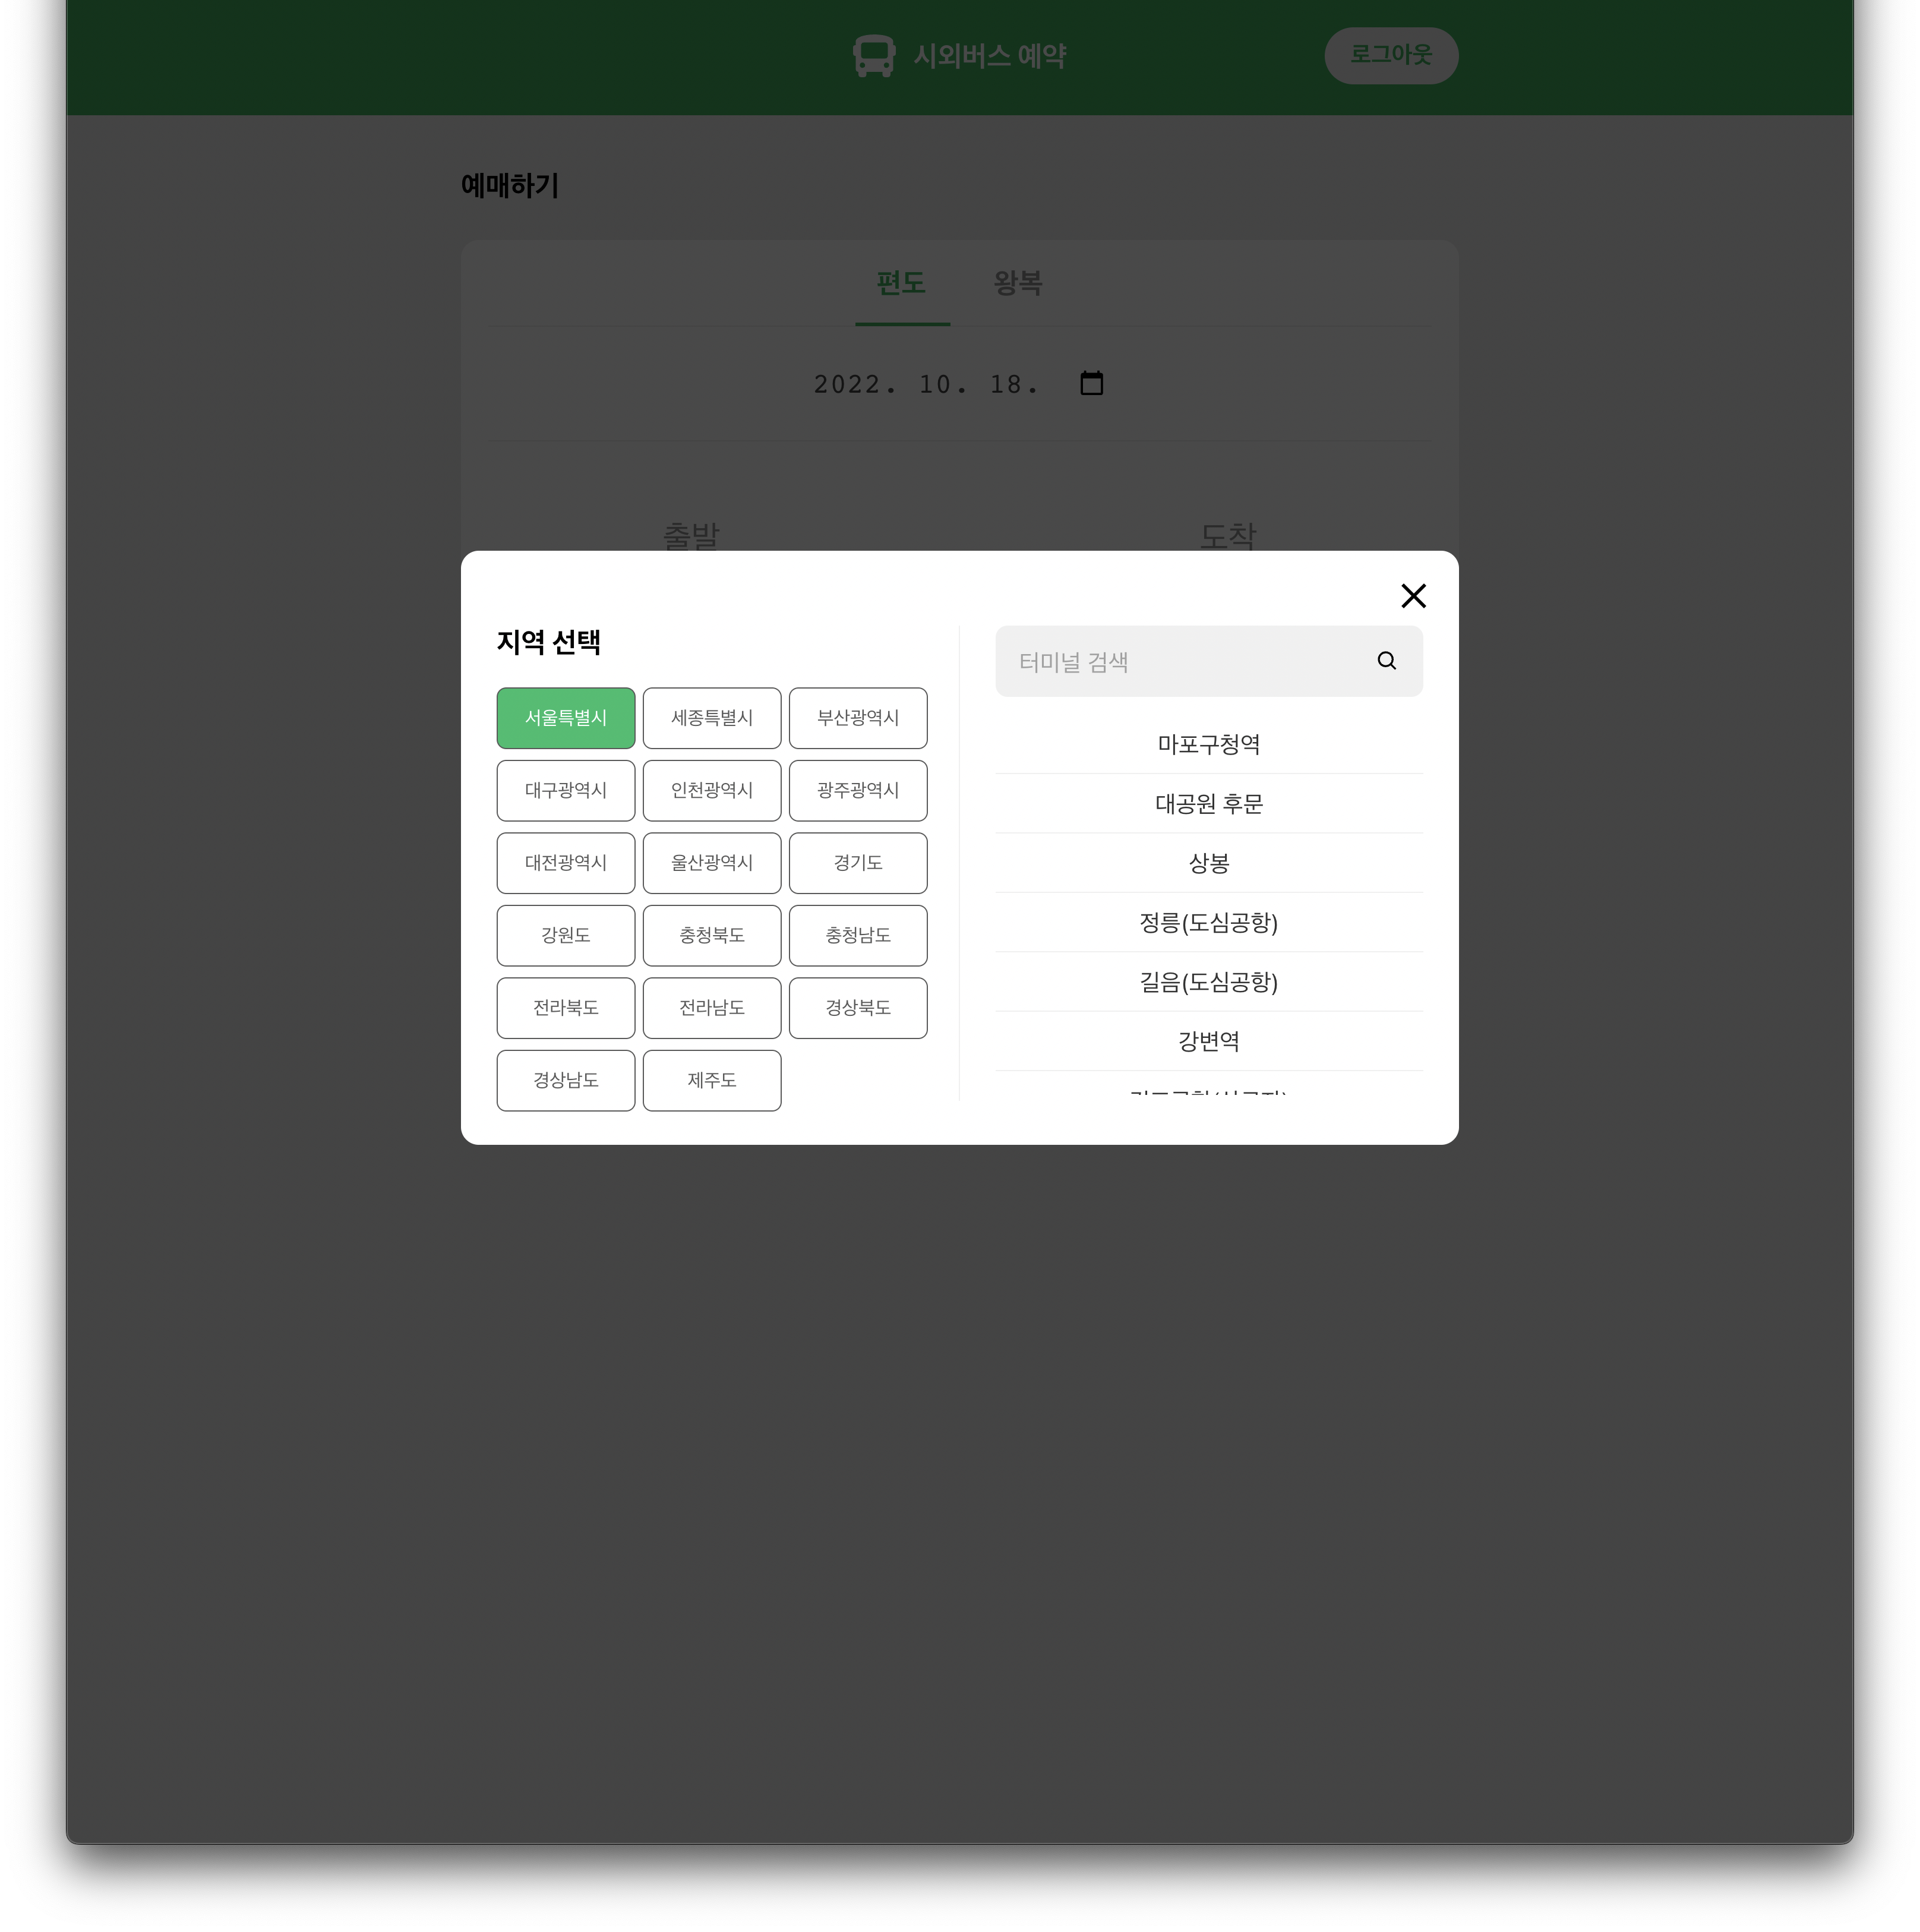 시외버스 예약
로그아웃
예매하기
편도 왕복
2022. 10. 18.
출발 도착
지역 선택
서울특별시 세종특별시 부산광역시
대구광역시 인천광역시 광주광역시
대전광역시 울산광역시 경기도
강원도 충청북도 충청남도
전라북도 전라남도 경상북도
경상남도 제주도
터미널 검색
마포구청역
대공원 후문
상봉
정릉(도심공항)
길음(도심공항)
강변역